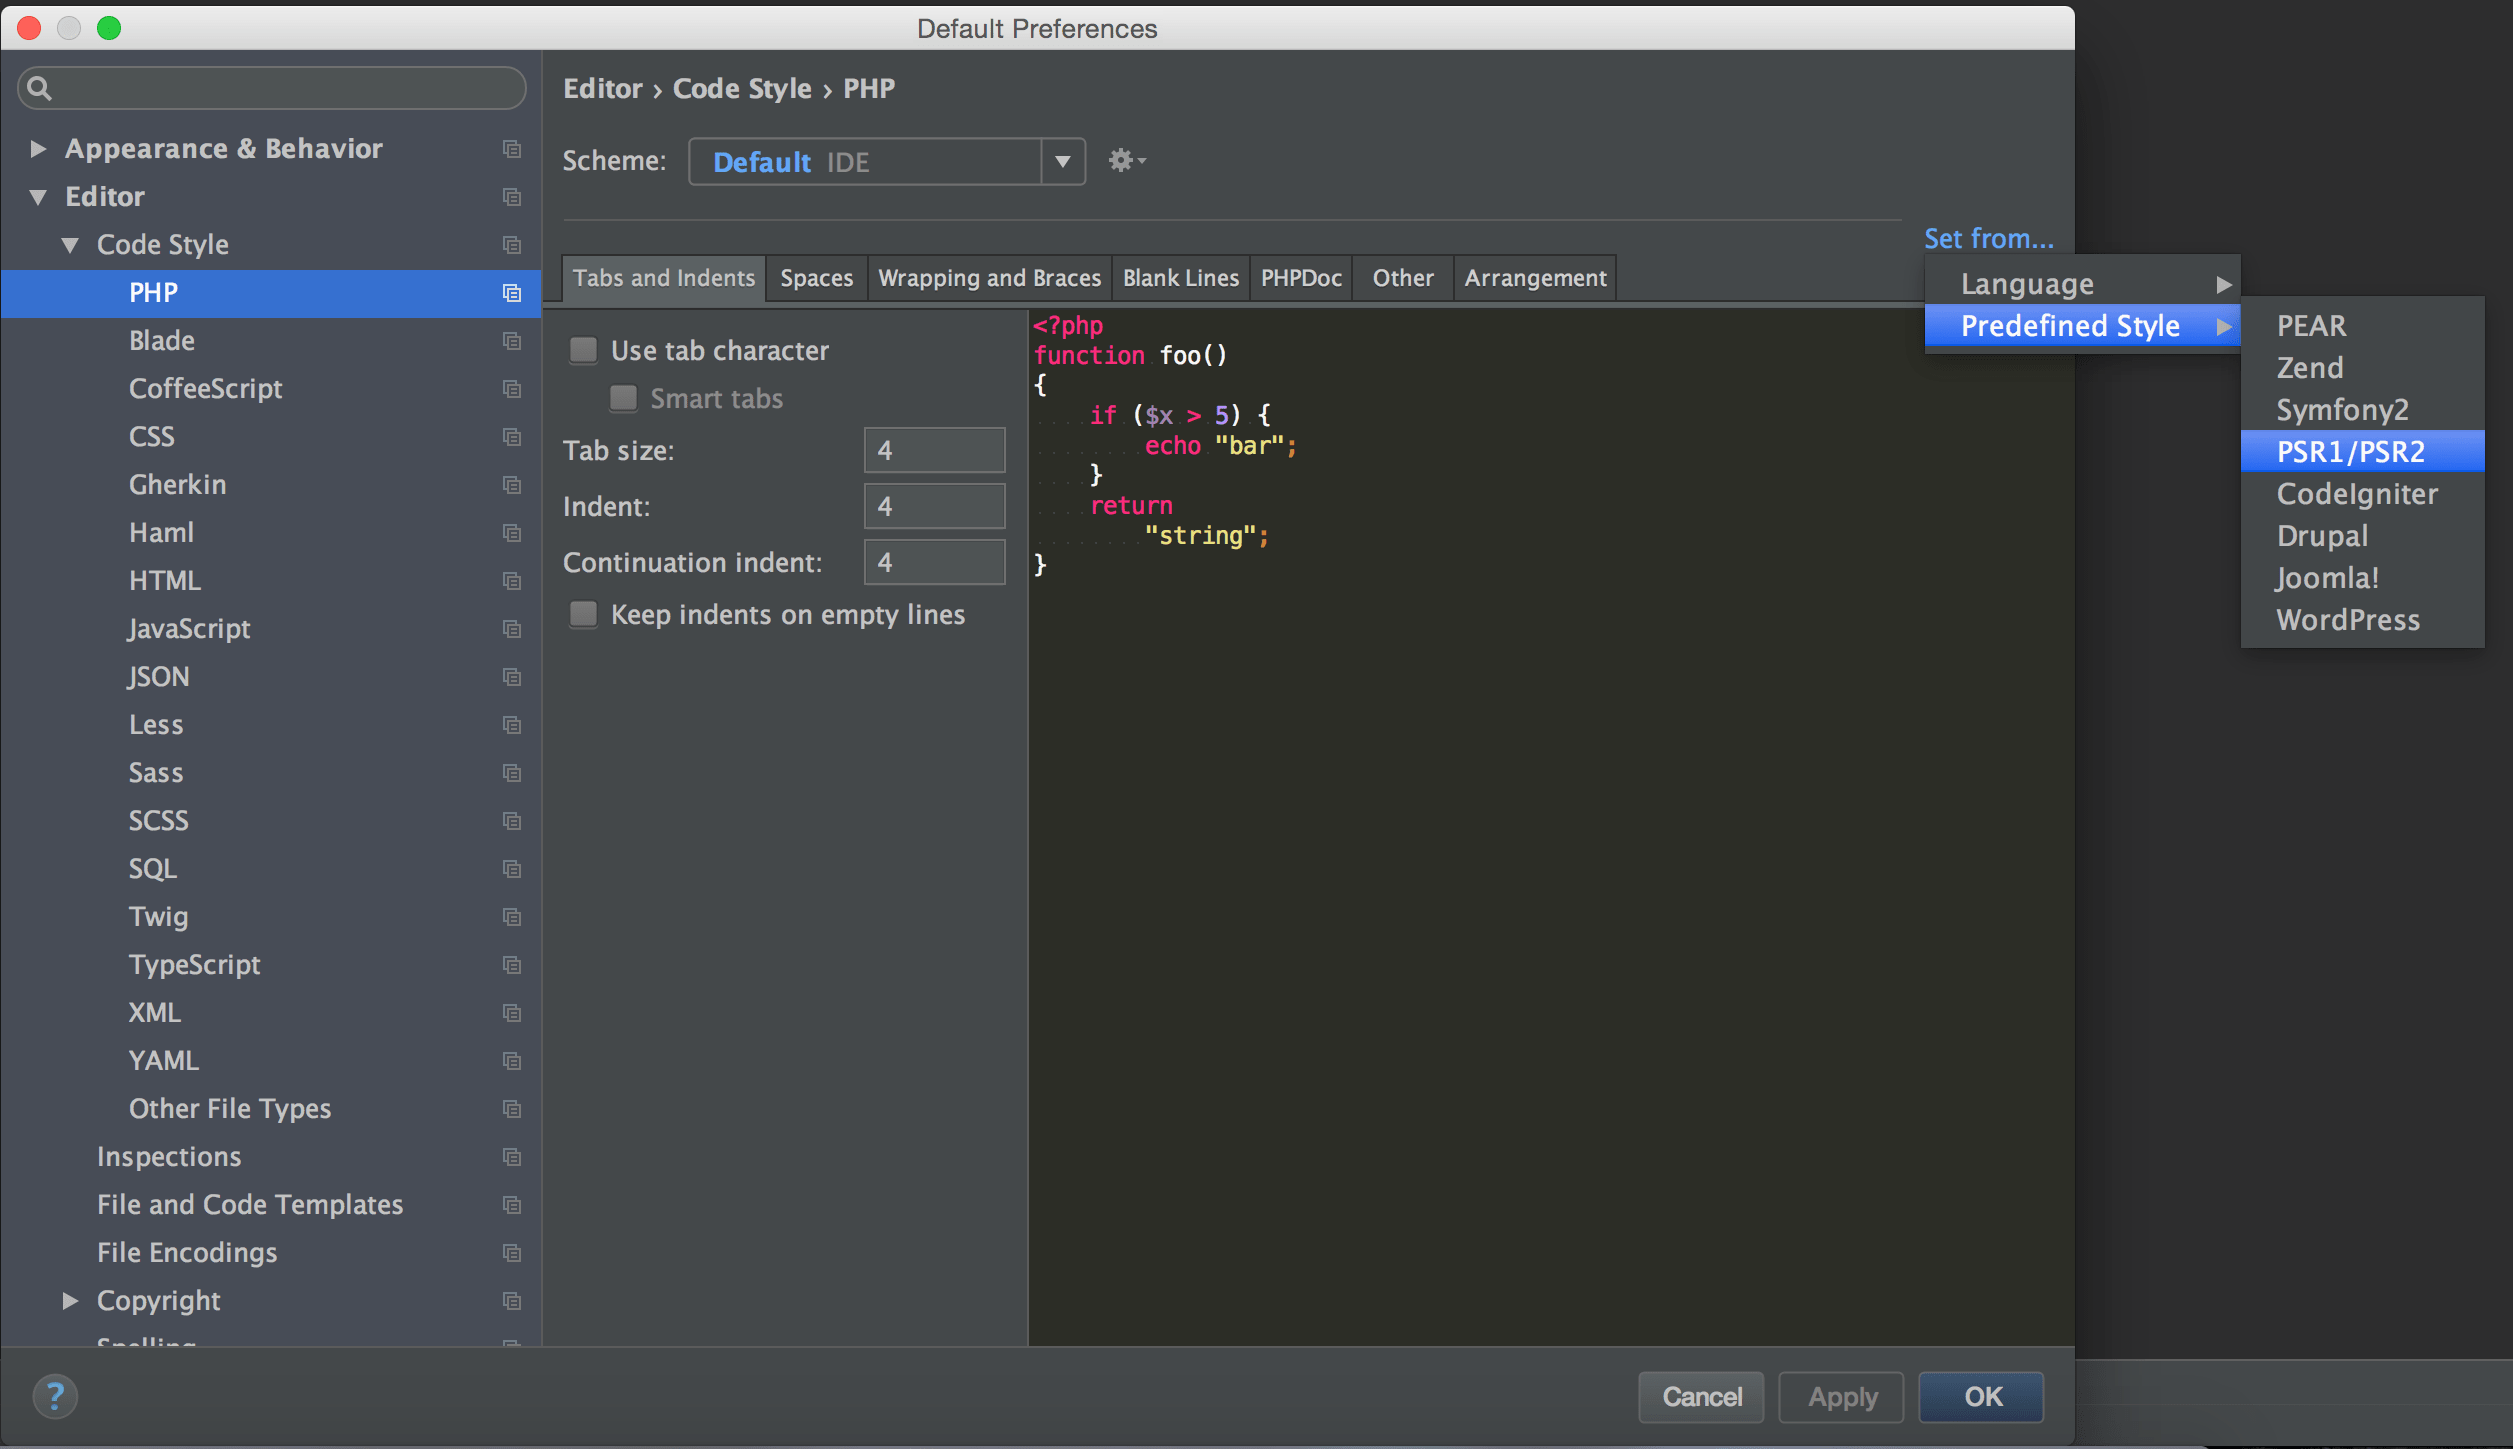 Default Preferences
Appearance & Behavior
Editor
Code Style
PHP
Blade
CoffeeScript
CSS
Gherkin
Haml
HTML
JavaScript
JSON
Less
Sass
SCSS
SQL
Twig
TypeScript
XML
YAML
Other File Types
Inspections
File and Code Templates
File Encodings
Copyright
Spelling
?
Editor › Code Style › PHP
Scheme: Default IDE
Set from...
Tabs and Indents Spaces Wrapping and Braces Blank Lines PHPDoc Other Arrangement
Use tab character
Smart tabs
Tab size: 4
Indent: 4
Continuation indent: 4
Keep indents on empty lines
<?php
function foo()
{
    if ($x > 5) {
        echo "bar";
    }
    return
        "string";
}
Language
Predefined Style
PEAR
Zend
Symfony2
PSR1/PSR2
CodeIgniter
Drupal
Joomla!
WordPress
Cancel Apply OK